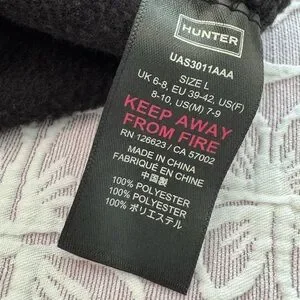 HUNTER
UAS3011AAA
SIZE L
UK 6-8, EU 39-42, US(F)
8-10, US(M) 7-9
KEEP AWAY
FROM FIRE
RN 126623 / CA 57002
MADE IN CHINA
FABRIQUÉ EN CHINE
中国製
100% POLYESTER
100% POLYESTER
100% ポリエステル